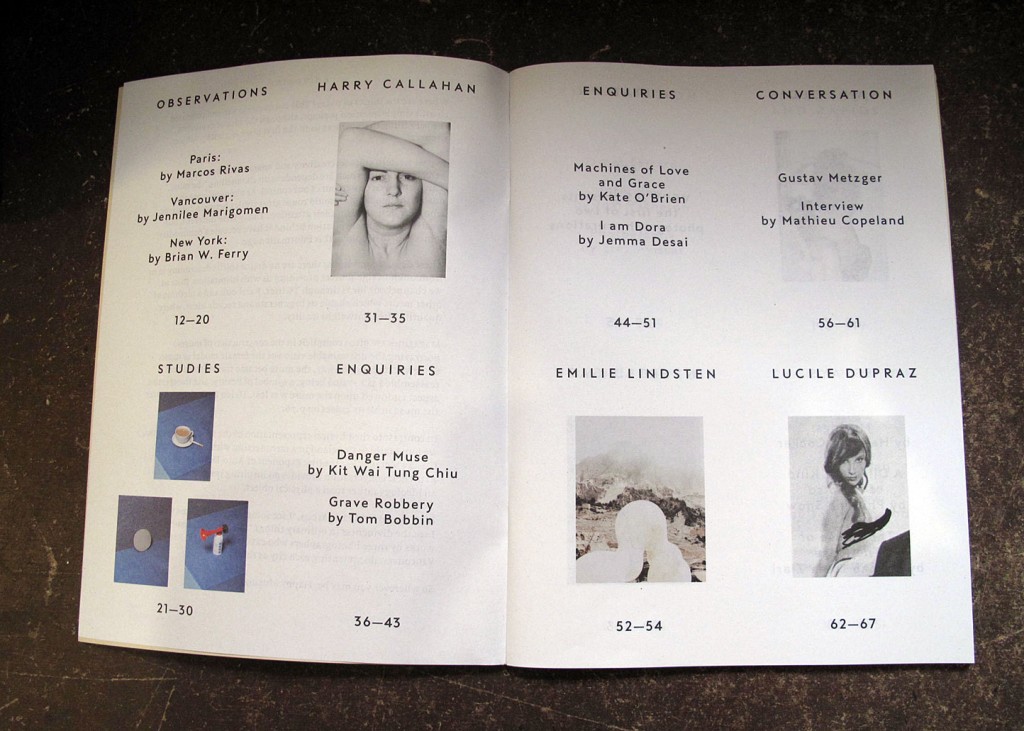 OBSERVATIONS
Paris:
by Marcos Rivas
Vancouver:
by Jennilee Marigomen
New York:
by Brian W. Ferry
12—20
HARRY CALLAHAN
31—35
STUDIES
21—30
ENQUIRIES
Danger Muse
by Kit Wai Tung Chiu
Grave Robbery
by Tom Bobbin
36—43
ENQUIRIES
Machines of Love
and Grace
by Kate O'Brien
I am Dora
by Jemma Desai
44—51
CONVERSATION
Gustav Metzger
Interview
by Mathieu Copeland
56—61
EMILIE LINDSTEN
52—54
LUCILE DUPRAZ
62—67